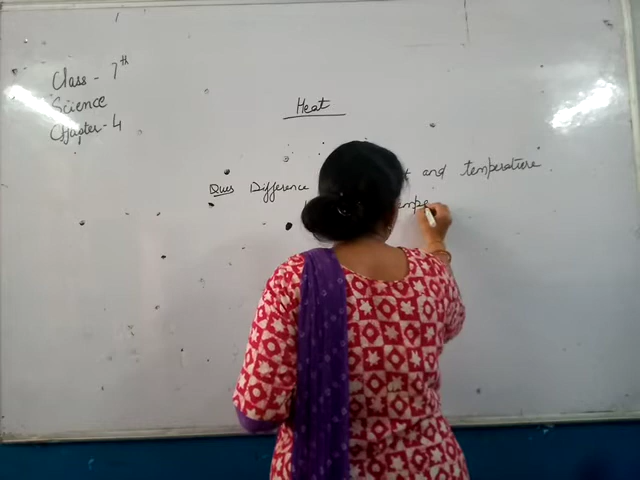 Class - 7th
Science
Chapter - 4
Heat
Ques Difference and temperature